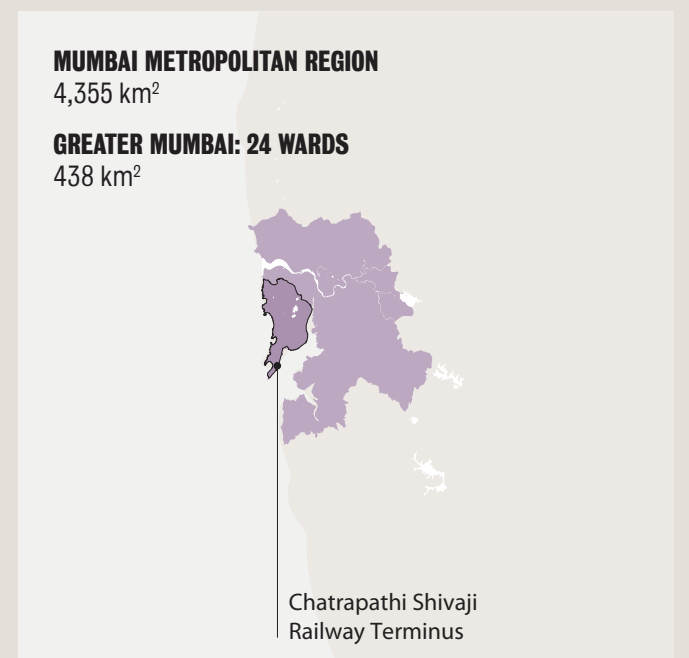 MUMBAI METROPOLITAN REGION
4,355 km²
GREATER MUMBAI: 24 WARDS
438 km²
Chatrapathi Shivaji
Railway Terminus